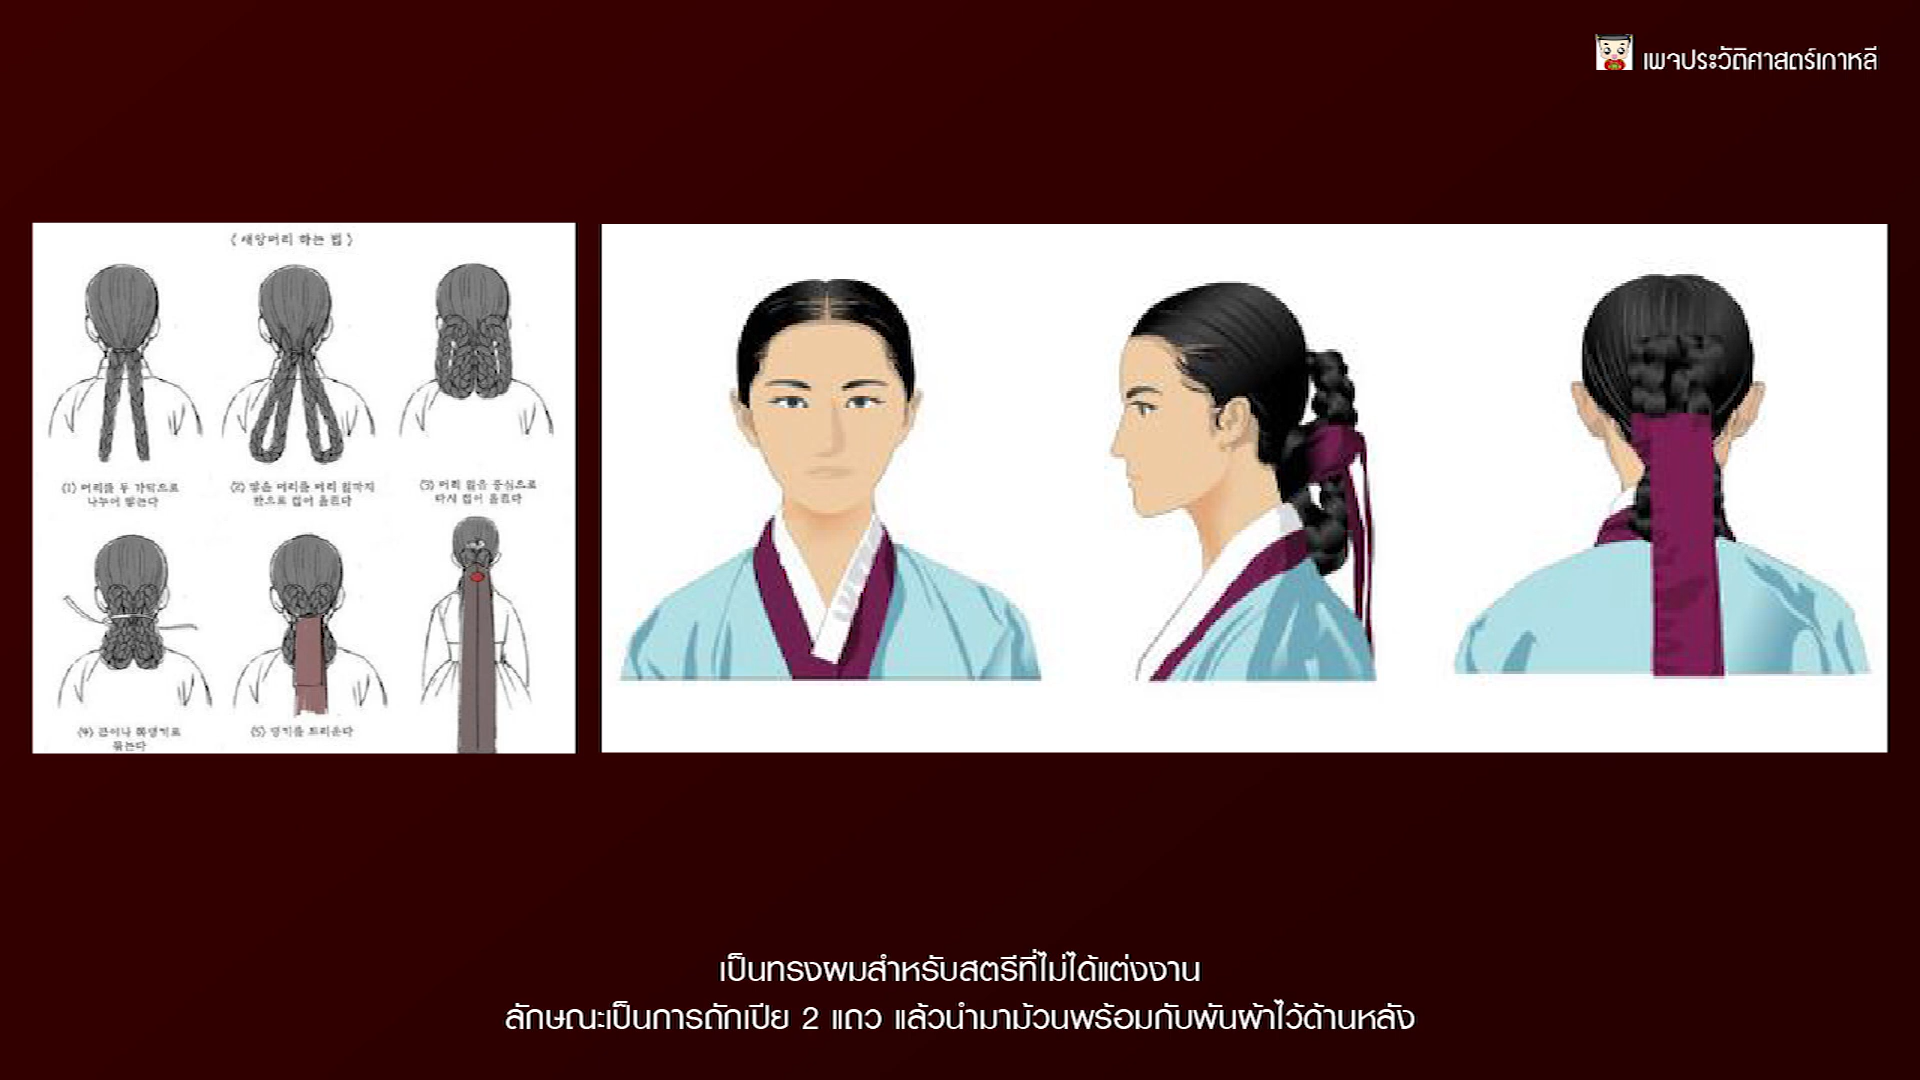 เพจประวัติศาสตร์เกาหลี
《새앙머리 하는 법》
(1) 머리를 두 가닥으로
나누어 땋는다
(2) 땋은 머리를 머리 밑까지
반으로 접어 올린다
(3) 머리 밑을 중심으로
다시 접어 올린다
(4) 끈이나 쪽댕기로
묶는다
(5) 댕기를 드리운다
เป็นทรงผมสำหรับสตรีที่ไม่ได้แต่งงาน
ลักษณะเป็นการถักเปีย 2 แถว แล้วนำมาม้วนพร้อมกับพันผ้าไว้ด้านหลัง